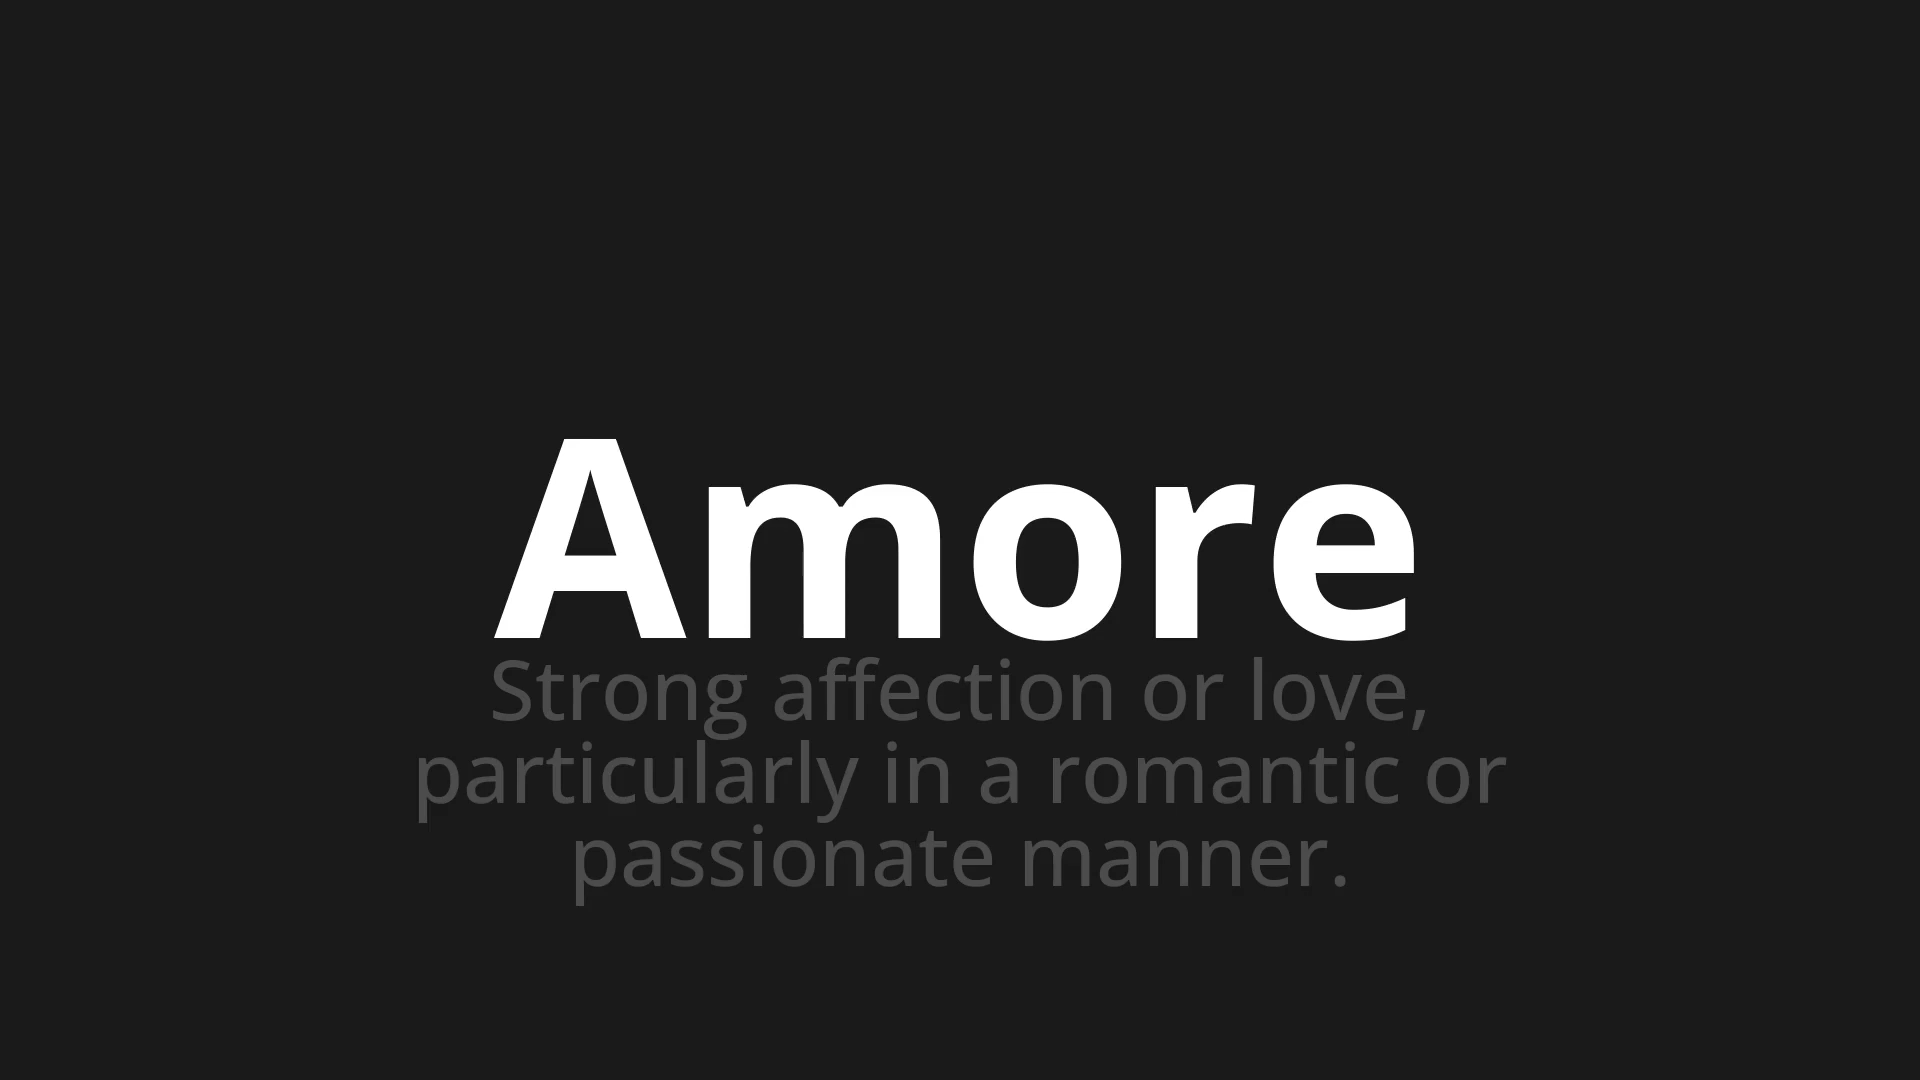 Amore
Strong affection or love,
particularly in a romantic or
passionate manner.